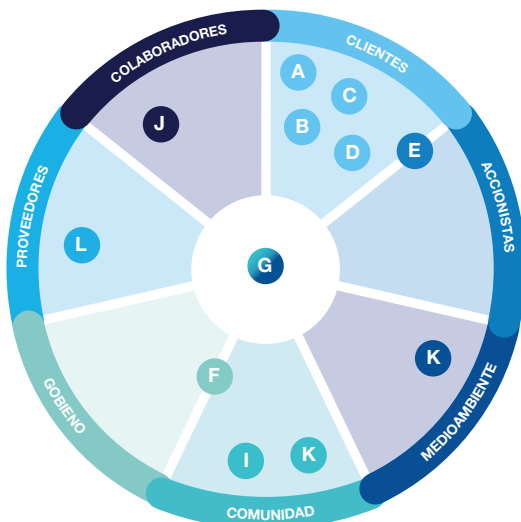 COLABORADORES
CLIENTES
ACCIONISTAS
MEDIOAMBIENTE
COMUNIDAD
GOBIENO
PROVEEDORES
A
C
B
D
E
J
L
G
K
F
I
K